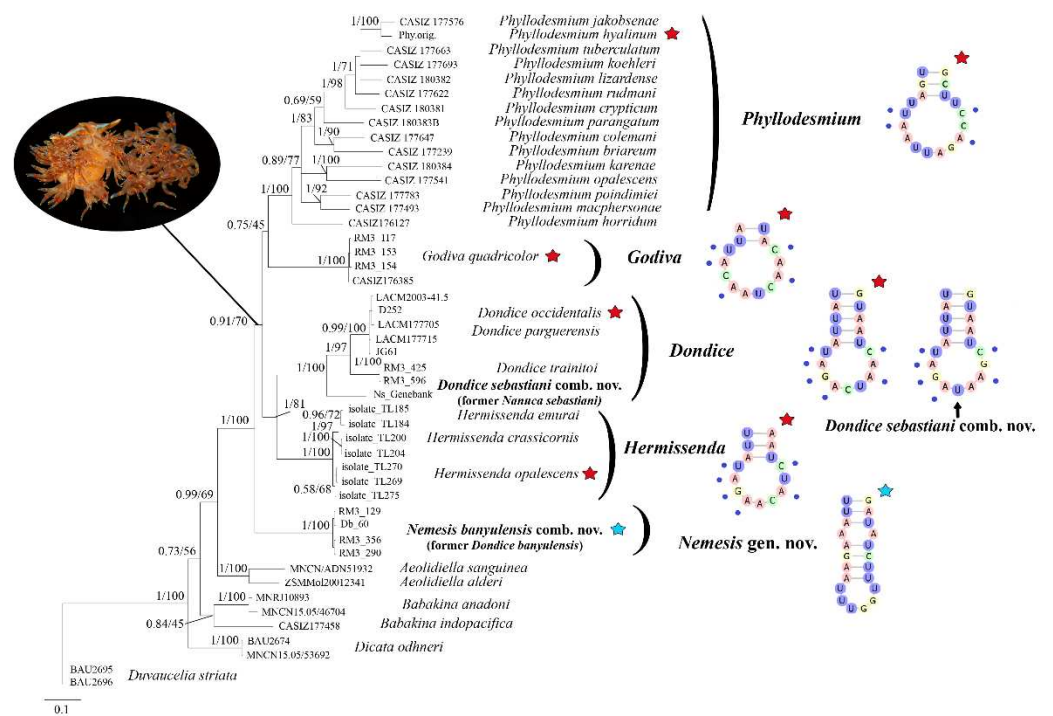 1/100 CASIZ 177576 Phyllodesmium jakobsenae
Phy.orig. Phyllodesmium hyalinum
CASIZ 177663 Phyllodesmium tuberculatum
1/71 CASIZ 177693 Phyllodesmium koehleri
1/98 CASIZ 180382 Phyllodesmium lizardense
CASIZ 177622 Phyllodesmium rudmani
0.69/59 CASIZ 180381 Phyllodesmium crypticum
1/83 CASIZ 180383B Phyllodesmium parangatum
1/90 CASIZ 177647 Phyllodesmium colemani
CASIZ 177239 Phyllodesmium briareum
0.89/77 1/100 CASIZ 180384 Phyllodesmium karenae
CASIZ 177541 Phyllodesmium opalescens
1/100 1/92 CASIZ 177783 Phyllodesmium poindimiei
CASIZ 177493 Phyllodesmium macphersonae
CASIZ176127 Phyllodesmium horridum
Phyllodesmium
0.75/45
RM3_117
1/100 RM3_153
RM3_154
CASIZ176385
Godiva quadricolor
Godiva
0.91/70
LACM2003-41.5
D252
LACM177705
0.99/100 LACM177715
JG61
1/97 1/100 RM3_425
RM3_596
1/100 Ns_Genebank
Dondice occidentalis
Dondice parguerensis
Dondice trainitoi
Dondice sebastiani comb. nov.
(former Nanuca sebastiani)
Dondice
Dondice sebastiani comb. nov.
1/81
0.96/72 isolate_TL185
isolate_TL184
Hermissenda emurai
1/97
1/100 isolate_TL200
isolate_TL204
Hermissenda crassicornis
1/100 isolate_TL270
isolate_TL269
0.58/68 isolate_TL275
Hermissenda opalescens
Hermissenda
1/100
0.99/69
RM3_129
1/100 Db_60
RM3_356
RM3_290
Nemesis banyulensis comb. nov.
(former Dondice banyulensis)
Nemesis gen. nov.
0.73/56
1/100 MNCN/ADN51932 Aeolidiella sanguinea
ZSMMol20012341 Aeolidiella alderi
1/100
1/100 MNRJ10893
MNCN15.05/46704 Babakina anadoni
0.84/45 CASIZ177458 Babakina indopacifica
1/100 BAU2674
MNCN15.05/53692 Dicata odhneri
BAU2695
BAU2696
Duvaucelia striata
0.1